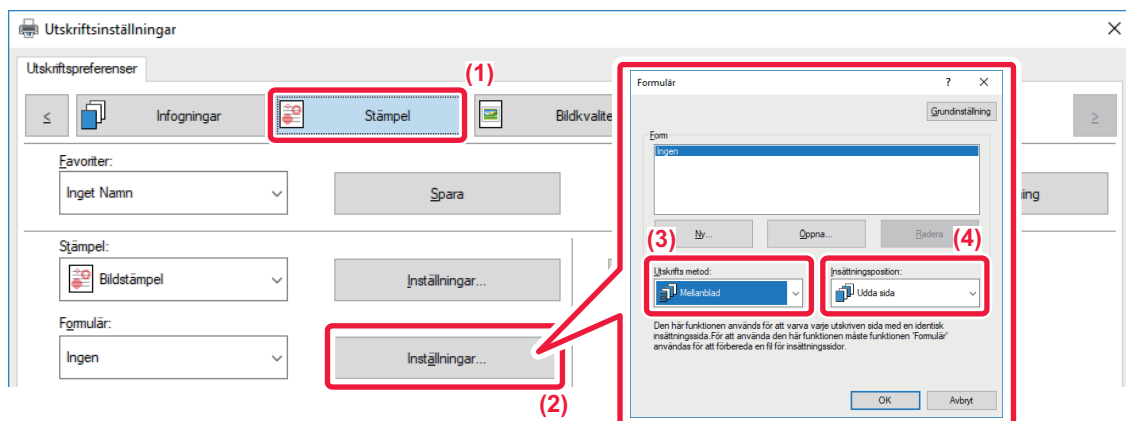 Utskriftsinställningar
Utskriftspreferenser
(1)
<
Infogningar
Stämpel
Bildkvalite
>
Favoriter:
Inget Namn
Spara
ing
Stämpel:
Bildstämpel
Inställningar...
Formulär:
Ingen
Inställningar...
(2)
Formulär
?
Grundinställning
Form
Ingen
Ny...
Öppna...
Radera
(3)
(4)
Utskrifts metod:
Mellanblad
Insättningsposition:
Udda sida
Den här funktionen används för att varva varje utskriven sida med en identisk
insättningssida.För att använda den här funktionen måste funktionen 'Formulär'
användas för att förbereda en fil för insättningssidor.
OK
Avbryt